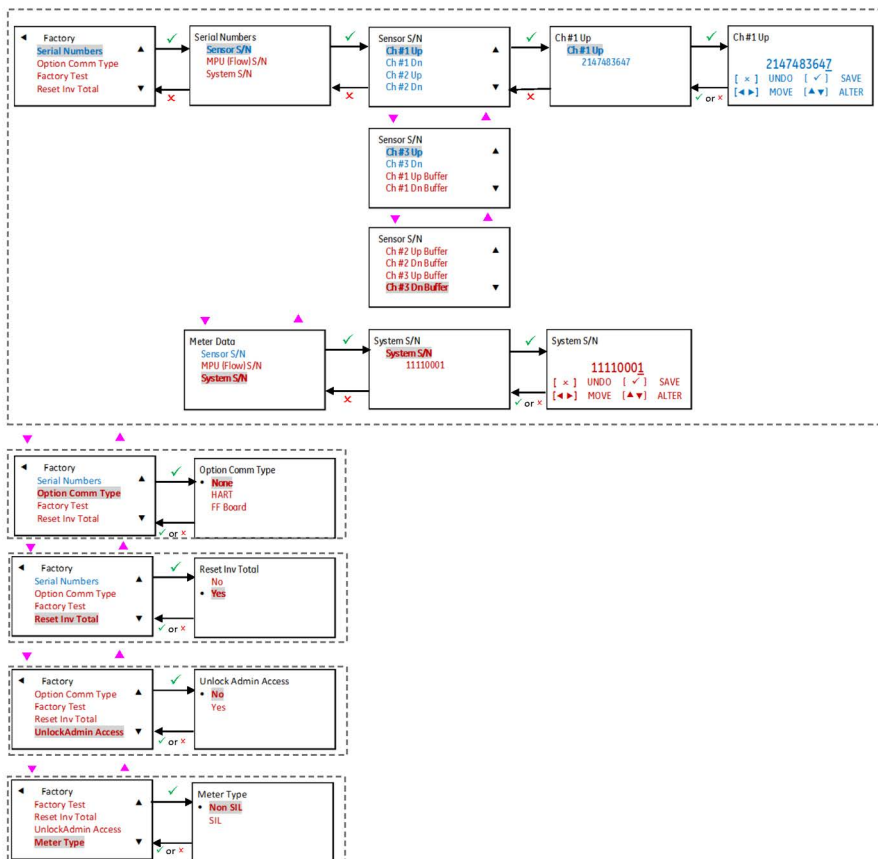 Factory
Serial Numbers
Option Comm Type
Factory Test
Reset Inv Total
Serial Numbers
Sensor S/N
MPU (Flow) S/N
System S/N
Sensor S/N
Ch #1 Up
Ch #1 Dn
Ch #2 Up
Ch #2 Dn
Ch #1 Up
Ch #1 Up
2147483647
Ch #1 Up
2147483647
[ × ] UNDO [ ✓ ] SAVE
[◄ ►] MOVE [▲▼] ALTER
✓ or ×
Sensor S/N
Ch #3 Up
Ch #3 Dn
Ch #1 Up Buffer
Ch #1 Dn Buffer
Sensor S/N
Ch #2 Up Buffer
Ch #2 Dn Buffer
Ch #3 Up Buffer
Ch #3 Dn Buffer
Meter Data
Sensor S/N
MPU (Flow) S/N
System S/N
System S/N
System S/N
11110001
System S/N
11110001
[ × ] UNDO [ ✓ ] SAVE
[◄ ►] MOVE [▲▼] ALTER
✓ or ×
Factory
Serial Numbers
Option Comm Type
Factory Test
Reset Inv Total
✓ or ×
Option Comm Type
• None
HART
FF Board
Factory
Serial Numbers
Option Comm Type
Factory Test
Reset Inv Total
✓ or ×
Reset Inv Total
No
• Yes
Factory
Option Comm Type
Factory Test
Reset Inv Total
UnlockAdmin Access
✓ or ×
Unlock Admin Access
• No
Yes
Factory
Factory Test
Reset Inv Total
UnlockAdmin Access
Meter Type
✓ or ×
Meter Type
• Non SIL
SIL